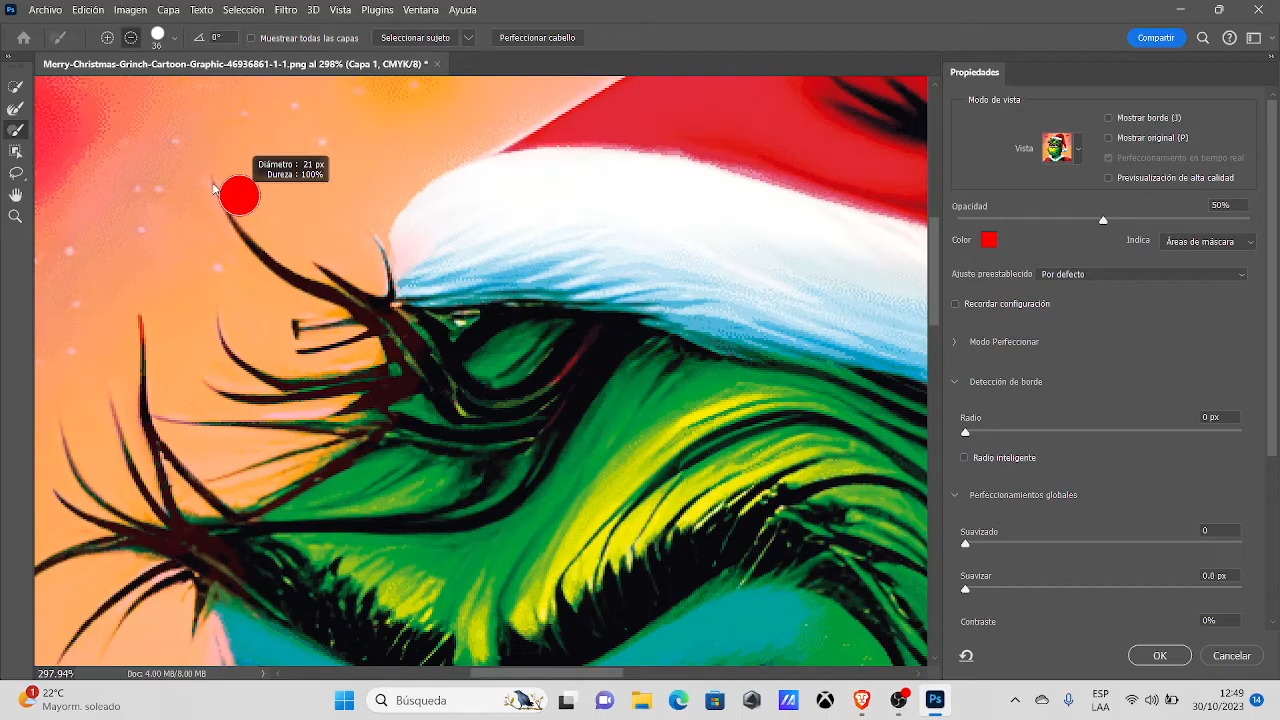 Archivo Edición Imagen Capa Texto Selección Filtro 3D Vista Plugins Ventana Ayuda
36 0° Muestrear todas las capas Seleccionar sujeto Perfeccionar cabello Compartir
Merry-Christmas-Grinch-Cartoon-Graphic-46936861-1-1.png al 298% (Capa 1, CMYK/8) *
Propiedades
Modo de vista
Mostrar borde (J)
Mostrar original (P)
Vista
Perfeccionamiento en tiempo real
Previsualización de alta calidad
Diámetro : 21 px
Dureza : 100%
Opacidad 50%
Color Indica Áreas de máscara
Ajuste preestablecido Por defecto
Recordar configuración
Modo Perfeccionar
Detección de borde
Radio 0 px
Radio inteligente
Perfeccionamientos globales
Suavizado 0
Suavizar 0.0 px
Contraste 0%
OK Cancelar
297.94% Doc: 4.00 MB/8.00 MB
1 22°C
Mayorm. soleado
Búsqueda
Ps
ESP
LAA
12:49
30/10/2023
14